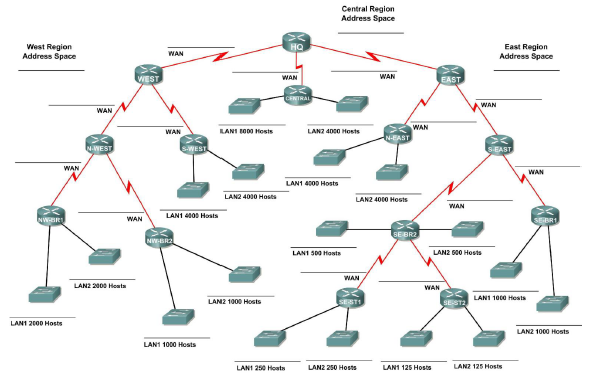 Central Region
Address Space
West Region
Address Space
East Region
Address Space
HQ
WAN
WAN
WAN
WEST
EAST
CENTRAL
WAN
WAN
WAN
WAN
LAN1 8000 Hosts
LAN2 4000 Hosts
N-WEST
S-WEST
N-EAST
S-EAST
WAN
WAN
LAN1 4000 Hosts
LAN2 4000 Hosts
LAN1 4000 Hosts
LAN2 4000 Hosts
WAN
WAN
NW-BR1
NW-BR2
SE-BR2
SE-BR1
LAN1 500 Hosts
LAN2 500 Hosts
WAN
WAN
LAN2 2000 Hosts
LAN2 1000 Hosts
LAN1 2000 Hosts
LAN1 1000 Hosts
SE-ST1
SE-ST2
LAN1 1000 Hosts
LAN2 1000 Hosts
LAN1 250 Hosts
LAN2 250 Hosts
LAN1 125 Hosts
LAN2 125 Hosts